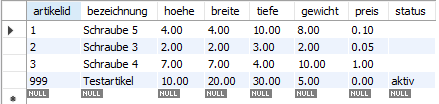 artikelid bezeichnung hoehe breite tiefe gewicht preis status
1 Schraube 5 4.00 4.00 10.00 8.00 0.10
2 Schraube 3 2.00 2.00 3.00 2.00 0.05
3 Schraube 4 7.00 7.00 4.00 10.00 1.00
999 Testartikel 10.00 20.00 30.00 5.00 0.00 aktiv
NULL NULL NULL NULL NULL NULL NULL NULL